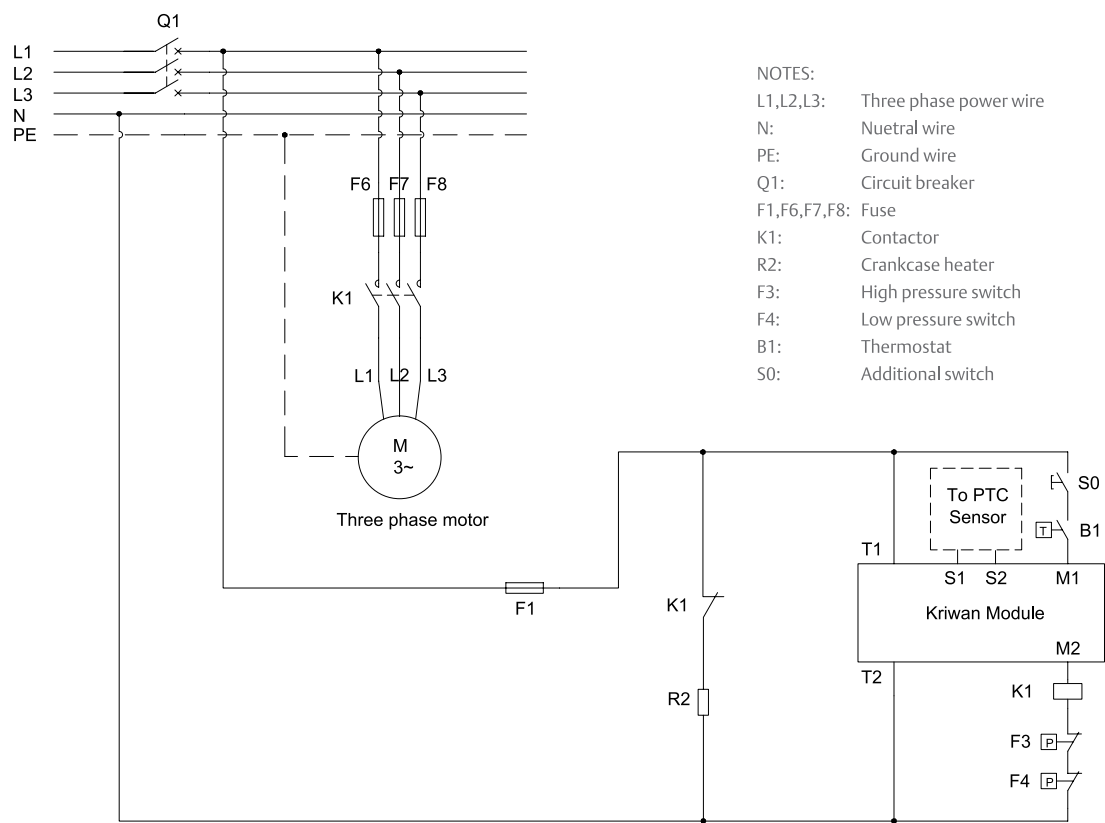 Q1
L1
L2
L3
N
PE
NOTES:
L1,L2,L3: Three phase power wire
N: Nuetral wire
PE: Ground wire
Q1: Circuit breaker
F1,F6,F7,F8: Fuse
K1: Contactor
R2: Crankcase heater
F3: High pressure switch
F4: Low pressure switch
B1: Thermostat
S0: Additional switch
F6 F7 F8
K1
L1 L2 L3
M
3~
Three phase motor
F1
K1
R2
To PTC
Sensor
S0
T B1
T1
S1 S2 M1
Kriwan Module
M2
T2
K1
F3 P
F4 P